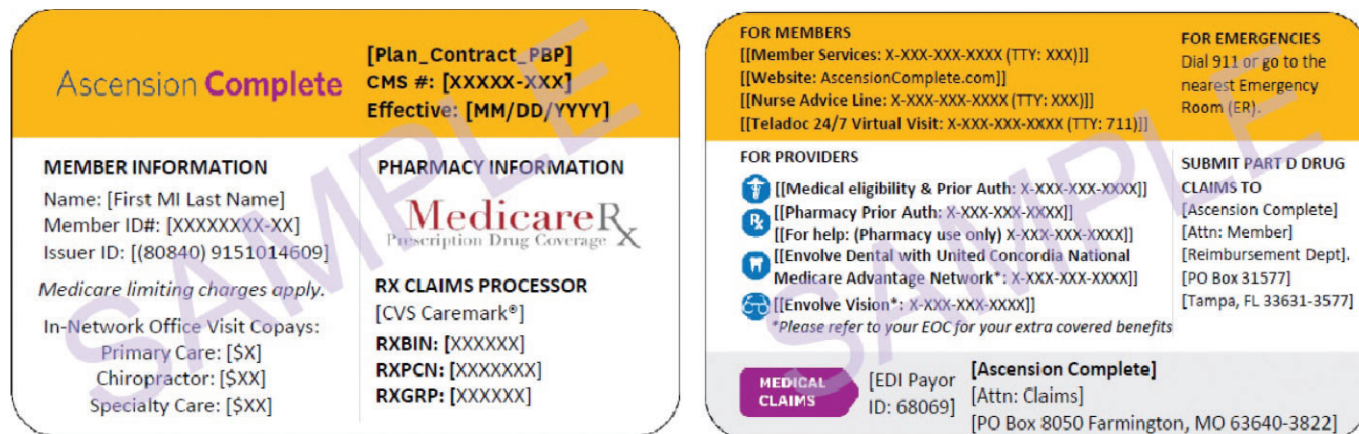 Ascension Complete
[Plan_Contract_PBP]
CMS #: [XXXXX-XXX]
Effective: [MM/DD/YYYY]
MEMBER INFORMATION
Name: [First MI Last Name]
Member ID#: [XXXXXXXX-XX]
Issuer ID: [(80840) 9151014609]
Medicare limiting charges apply.
In-Network Office Visit Copays:
Primary Care: [$X]
Chiropractor: [$XX]
Specialty Care: [$XX]
PHARMACY INFORMATION
MedicareRx
Prescription Drug Coverage
RX CLAIMS PROCESSOR
[CVS Caremark®]
RXBIN: [XXXXXX]
RXPCN: [XXXXXXX]
RXGRP: [XXXXXX]
SAMPLE
FOR MEMBERS
[[Member Services: X-XXX-XXX-XXXX (TTY: XXX)]]
[[Website: AscensionComplete.com]]
[[Nurse Advice Line: X-XXX-XXX-XXXX (TTY: XXX)]]
[[Teladoc 24/7 Virtual Visit: X-XXX-XXX-XXXX (TTY: 711)]]
FOR EMERGENCIES
Dial 911 or go to the
nearest Emergency
Room (ER).
FOR PROVIDERS
[[Medical eligibility & Prior Auth: X-XXX-XXX-XXXX]]
Rx
[[Pharmacy Prior Auth: X-XXX-XXX-XXXX]]
[[For help: (Pharmacy use only) X-XXX-XXX-XXXX]]
[[Envolve Dental with United Concordia National
Medicare Advantage Network*: X-XXX-XXX-XXXX]]
[[Envolve Vision*: X-XXX-XXX-XXXX]]
*Please refer to your EOC for your extra covered benefits
SUBMIT PART D DRUG
CLAIMS TO
[Ascension Complete]
[Attn: Member]
[Reimbursement Dept].
[PO Box 31577]
[Tampa, FL 33631-3577]
MEDICAL
CLAIMS
[EDI Payor
ID: 68069]
[Ascension Complete]
[Attn: Claims]
[PO Box 8050 Farmington, MO 63640-3822]
SAMPLE